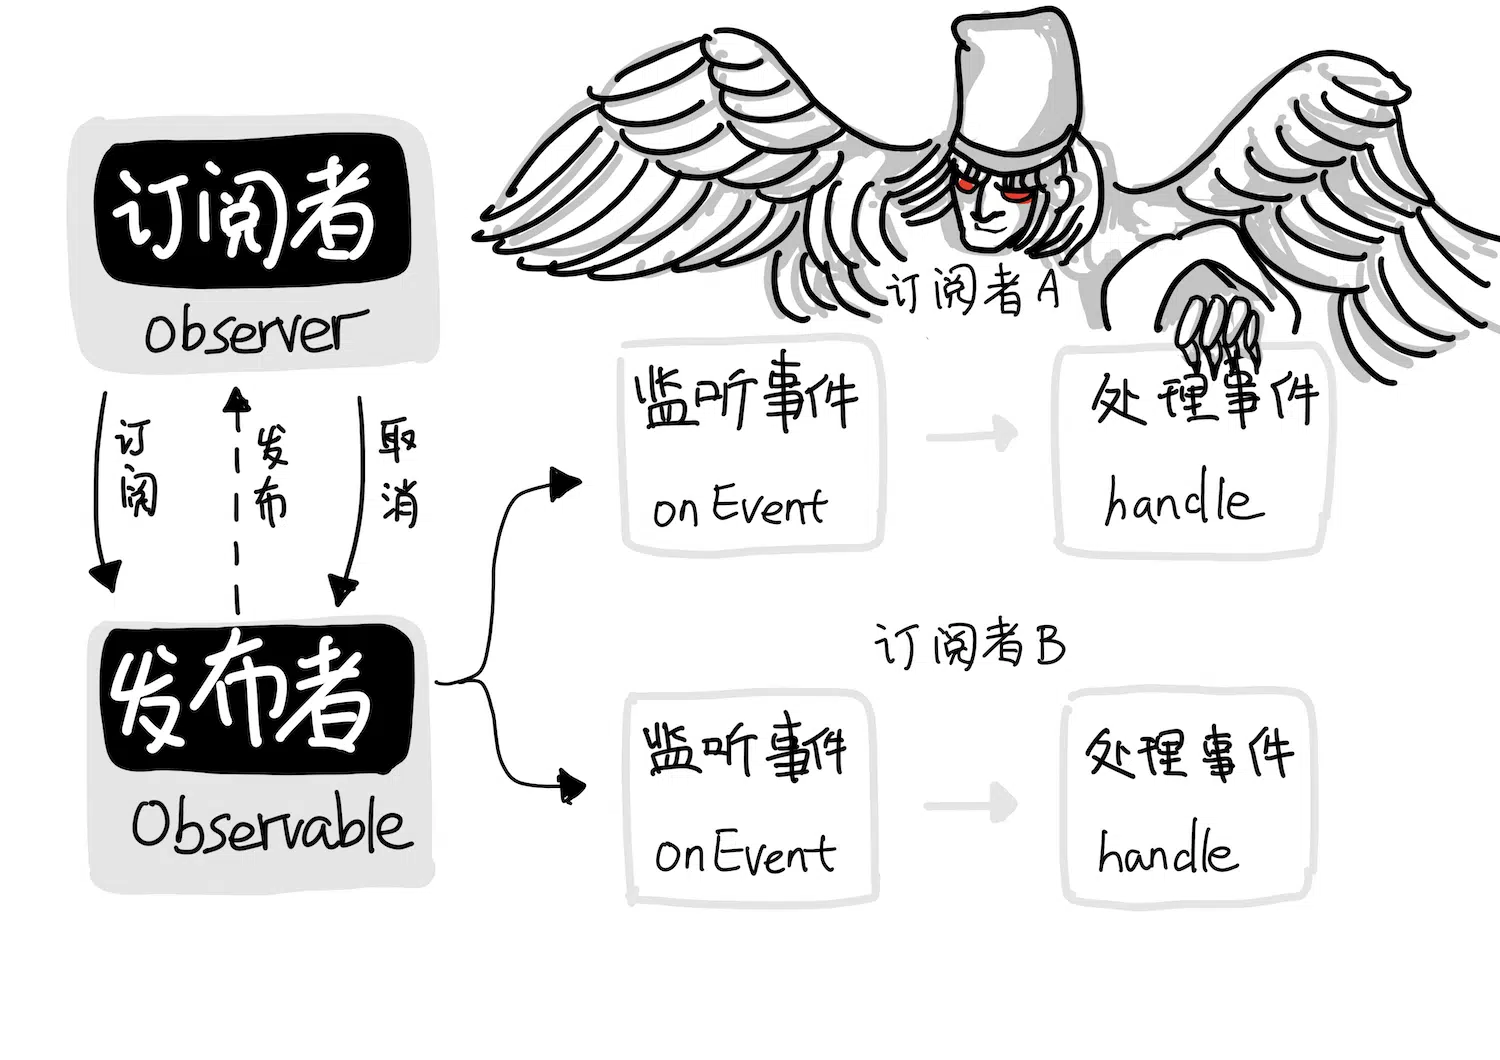 订阅者
observer
订阅
发布
取消
发布者
Observable
订阅者A
监听事件
onEvent
处理事件
handle
订阅者B
监听事件
onEvent
处理事件
handle